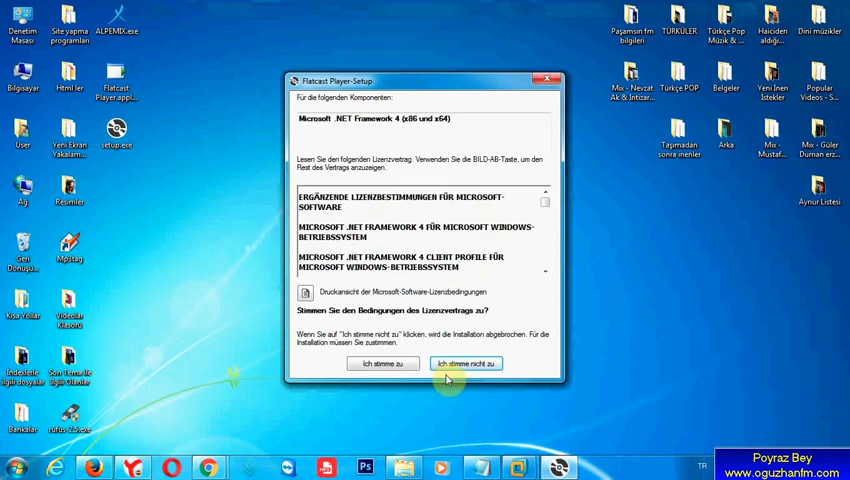 Denetim
Masası
Site yapma
programları
ALPEMIX.exe
Bilgisayar
Html ler
Flatcast
Player.appl...
User
Yeni Ekran
Yakalam...
setup.exe
Ağ
Resimler
Geri
Dönüşü...
Mp3tag
Kısa Yollar
Videolar
Klasörü
İndexlerle
ilgili dosyalar
Son Tema ile
ilgili Olanlar
Bankalar
rufus-2.5.exe
Flatcast Player-Setup
Für die folgenden Komponenten:
Microsoft .NET Framework 4 (x86 und x64)
Lesen Sie den folgenden Lizenzvertrag. Verwenden Sie die BILD-AB-Taste, um den
Rest des Vertrags anzuzeigen.
ERGÄNZENDE LIZENZBESTIMMUNGEN FÜR MICROSOFT-
SOFTWARE
MICROSOFT .NET FRAMEWORK 4 FÜR MICROSOFT WINDOWS-
BETRIEBSSYSTEM
MICROSOFT .NET FRAMEWORK 4 CLIENT PROFILE FÜR
MICROSOFT WINDOWS-BETRIEBSSYSTEM
Druckansicht der Microsoft-Software-Lizenzbedingungen
Stimmen Sie den Bedingungen des Lizenzvertrags zu?
Wenn Sie auf "Ich stimme nicht zu" klicken, wird die Installation abgebrochen. Für die
Installation müssen Sie zustimmen.
Ich stimme zu
Ich stimme nicht zu
Paşamsın fm
bilgileri
TÜRKÜLER
Türkçe Pop
Müzik & ...
Haiciden
aldığı...
Dini müzikler
Mix - Nevzat
Ak & İntizar...
Türkçe POP
Belgeler
Yeni İnen
İstekler
Popular
Videos - S...
Taşımadan
sonra inenler
Arka
Mix -
Mustaf...
Mix - Güler
Duman erz...
Aynur Listesi
Ps
TR
Poyraz Bey
www.oguzhanfm.com